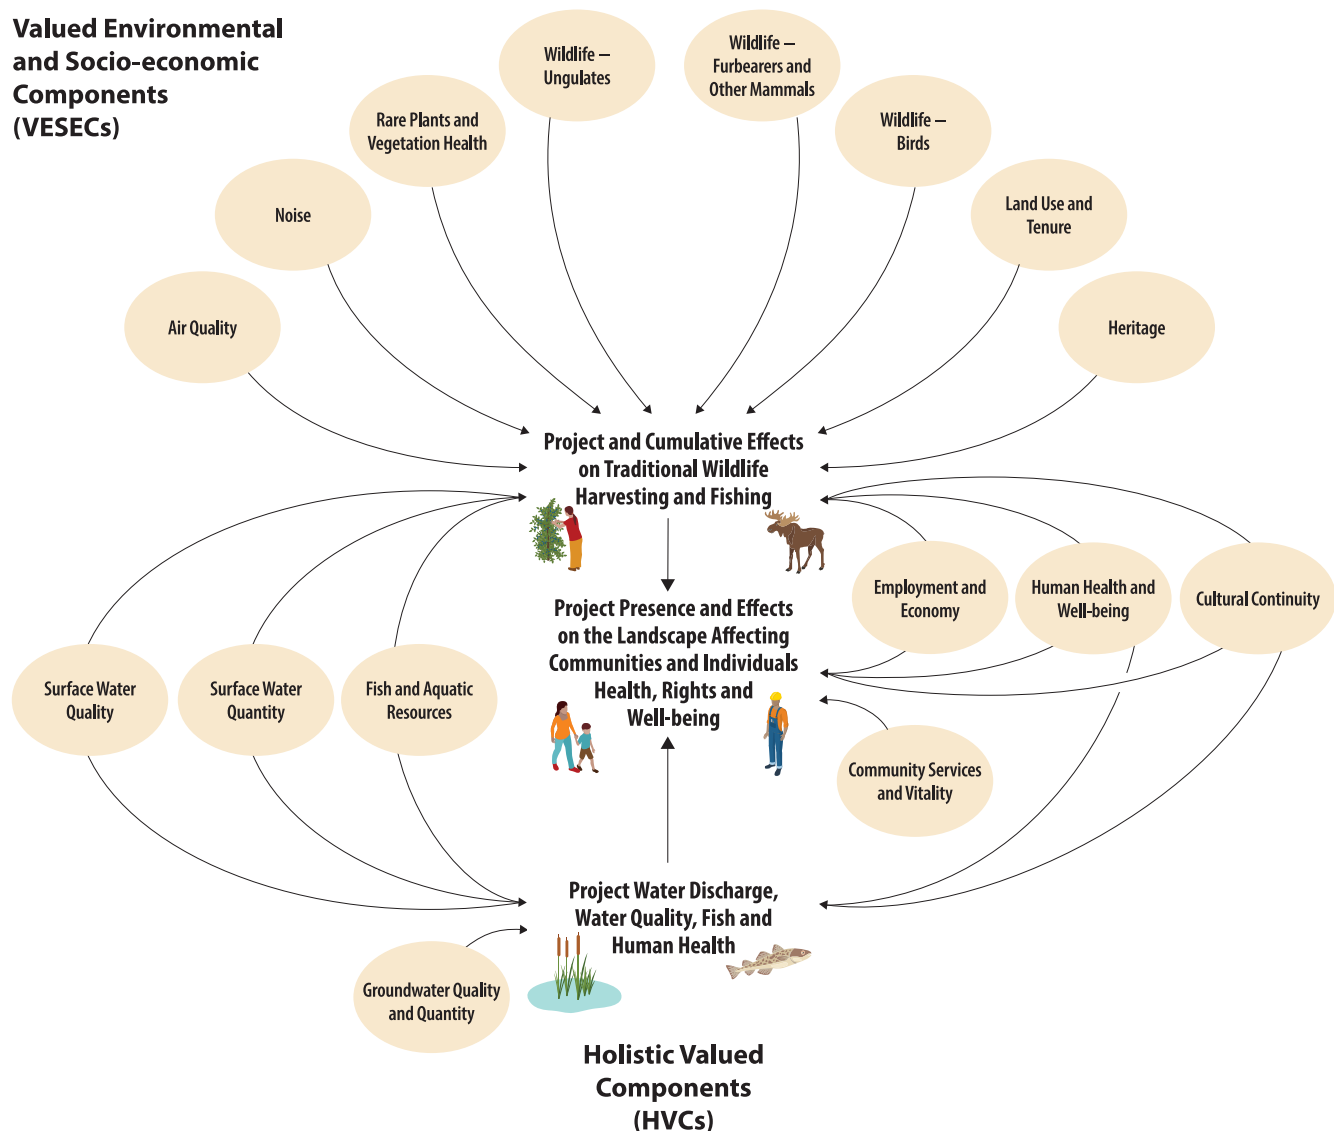 Valued Environmental
and Socio-economic
Components
(VESECs)
Wildlife –
Ungulates
Wildlife –
Furbearers and
Other Mammals
Rare Plants and
Vegetation Health
Wildlife –
Birds
Noise
Land Use and
Tenure
Air Quality
Heritage
Project and Cumulative Effects
on Traditional Wildlife
Harvesting and Fishing
Employment and
Economy
Human Health and
Well-being
Cultural Continuity
Project Presence and Effects
on the Landscape Affecting
Communities and Individuals
Health, Rights and
Well-being
Surface Water
Quality
Surface Water
Quantity
Fish and Aquatic
Resources
Community Services
and Vitality
Project Water Discharge,
Water Quality, Fish and
Human Health
Groundwater Quality
and Quantity
Holistic Valued
Components
(HVCs)